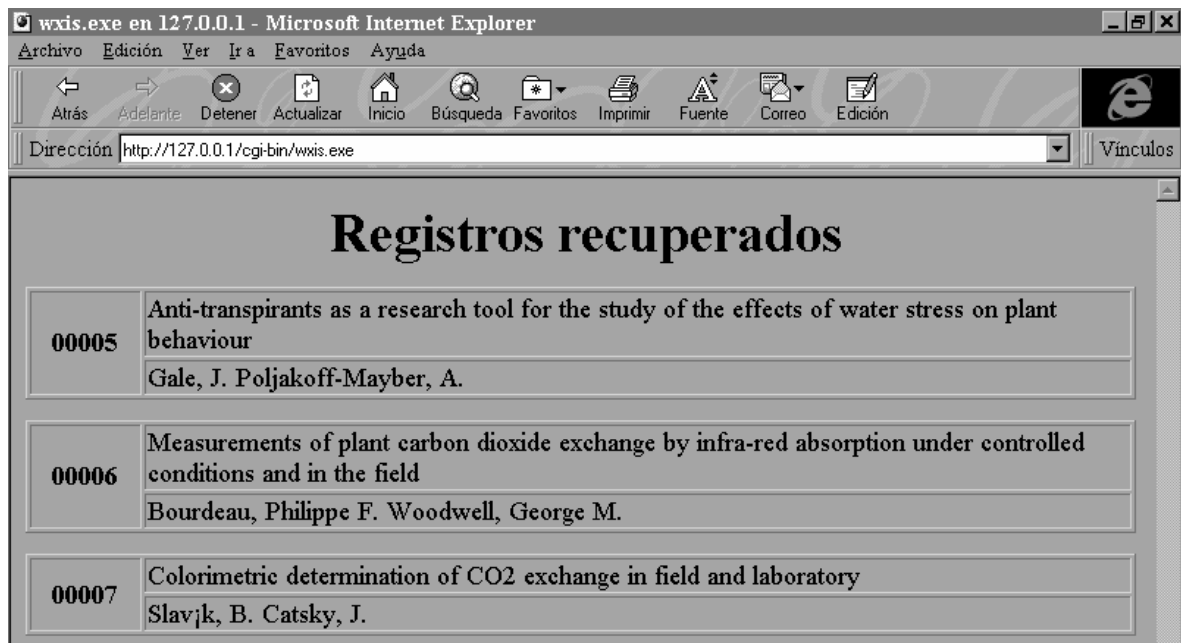 wxis.exe en 127.0.0.1 - Microsoft Internet Explorer
Archivo Edición Ver Ir a Favoritos Ayuda
Atrás Adelante Detener Actualizar Inicio Búsqueda Favoritos Imprimir Fuente Correo Edición
Dirección http://127.0.0.1/cgi-bin/wxis.exe Vínculos
Registros recuperados
Anti-transpirants as a research tool for the study of the effects of water stress on plant
00005 behaviour
Gale, J. Poljakoff-Mayber, A.
Measurements of plant carbon dioxide exchange by infra-red absorption under controlled
00006 conditions and in the field
Bourdeau, Philippe F. Woodwell, George M.
00007 Colorimetric determination of CO2 exchange in field and laboratory
Slav¡k, B. Catsky, J.